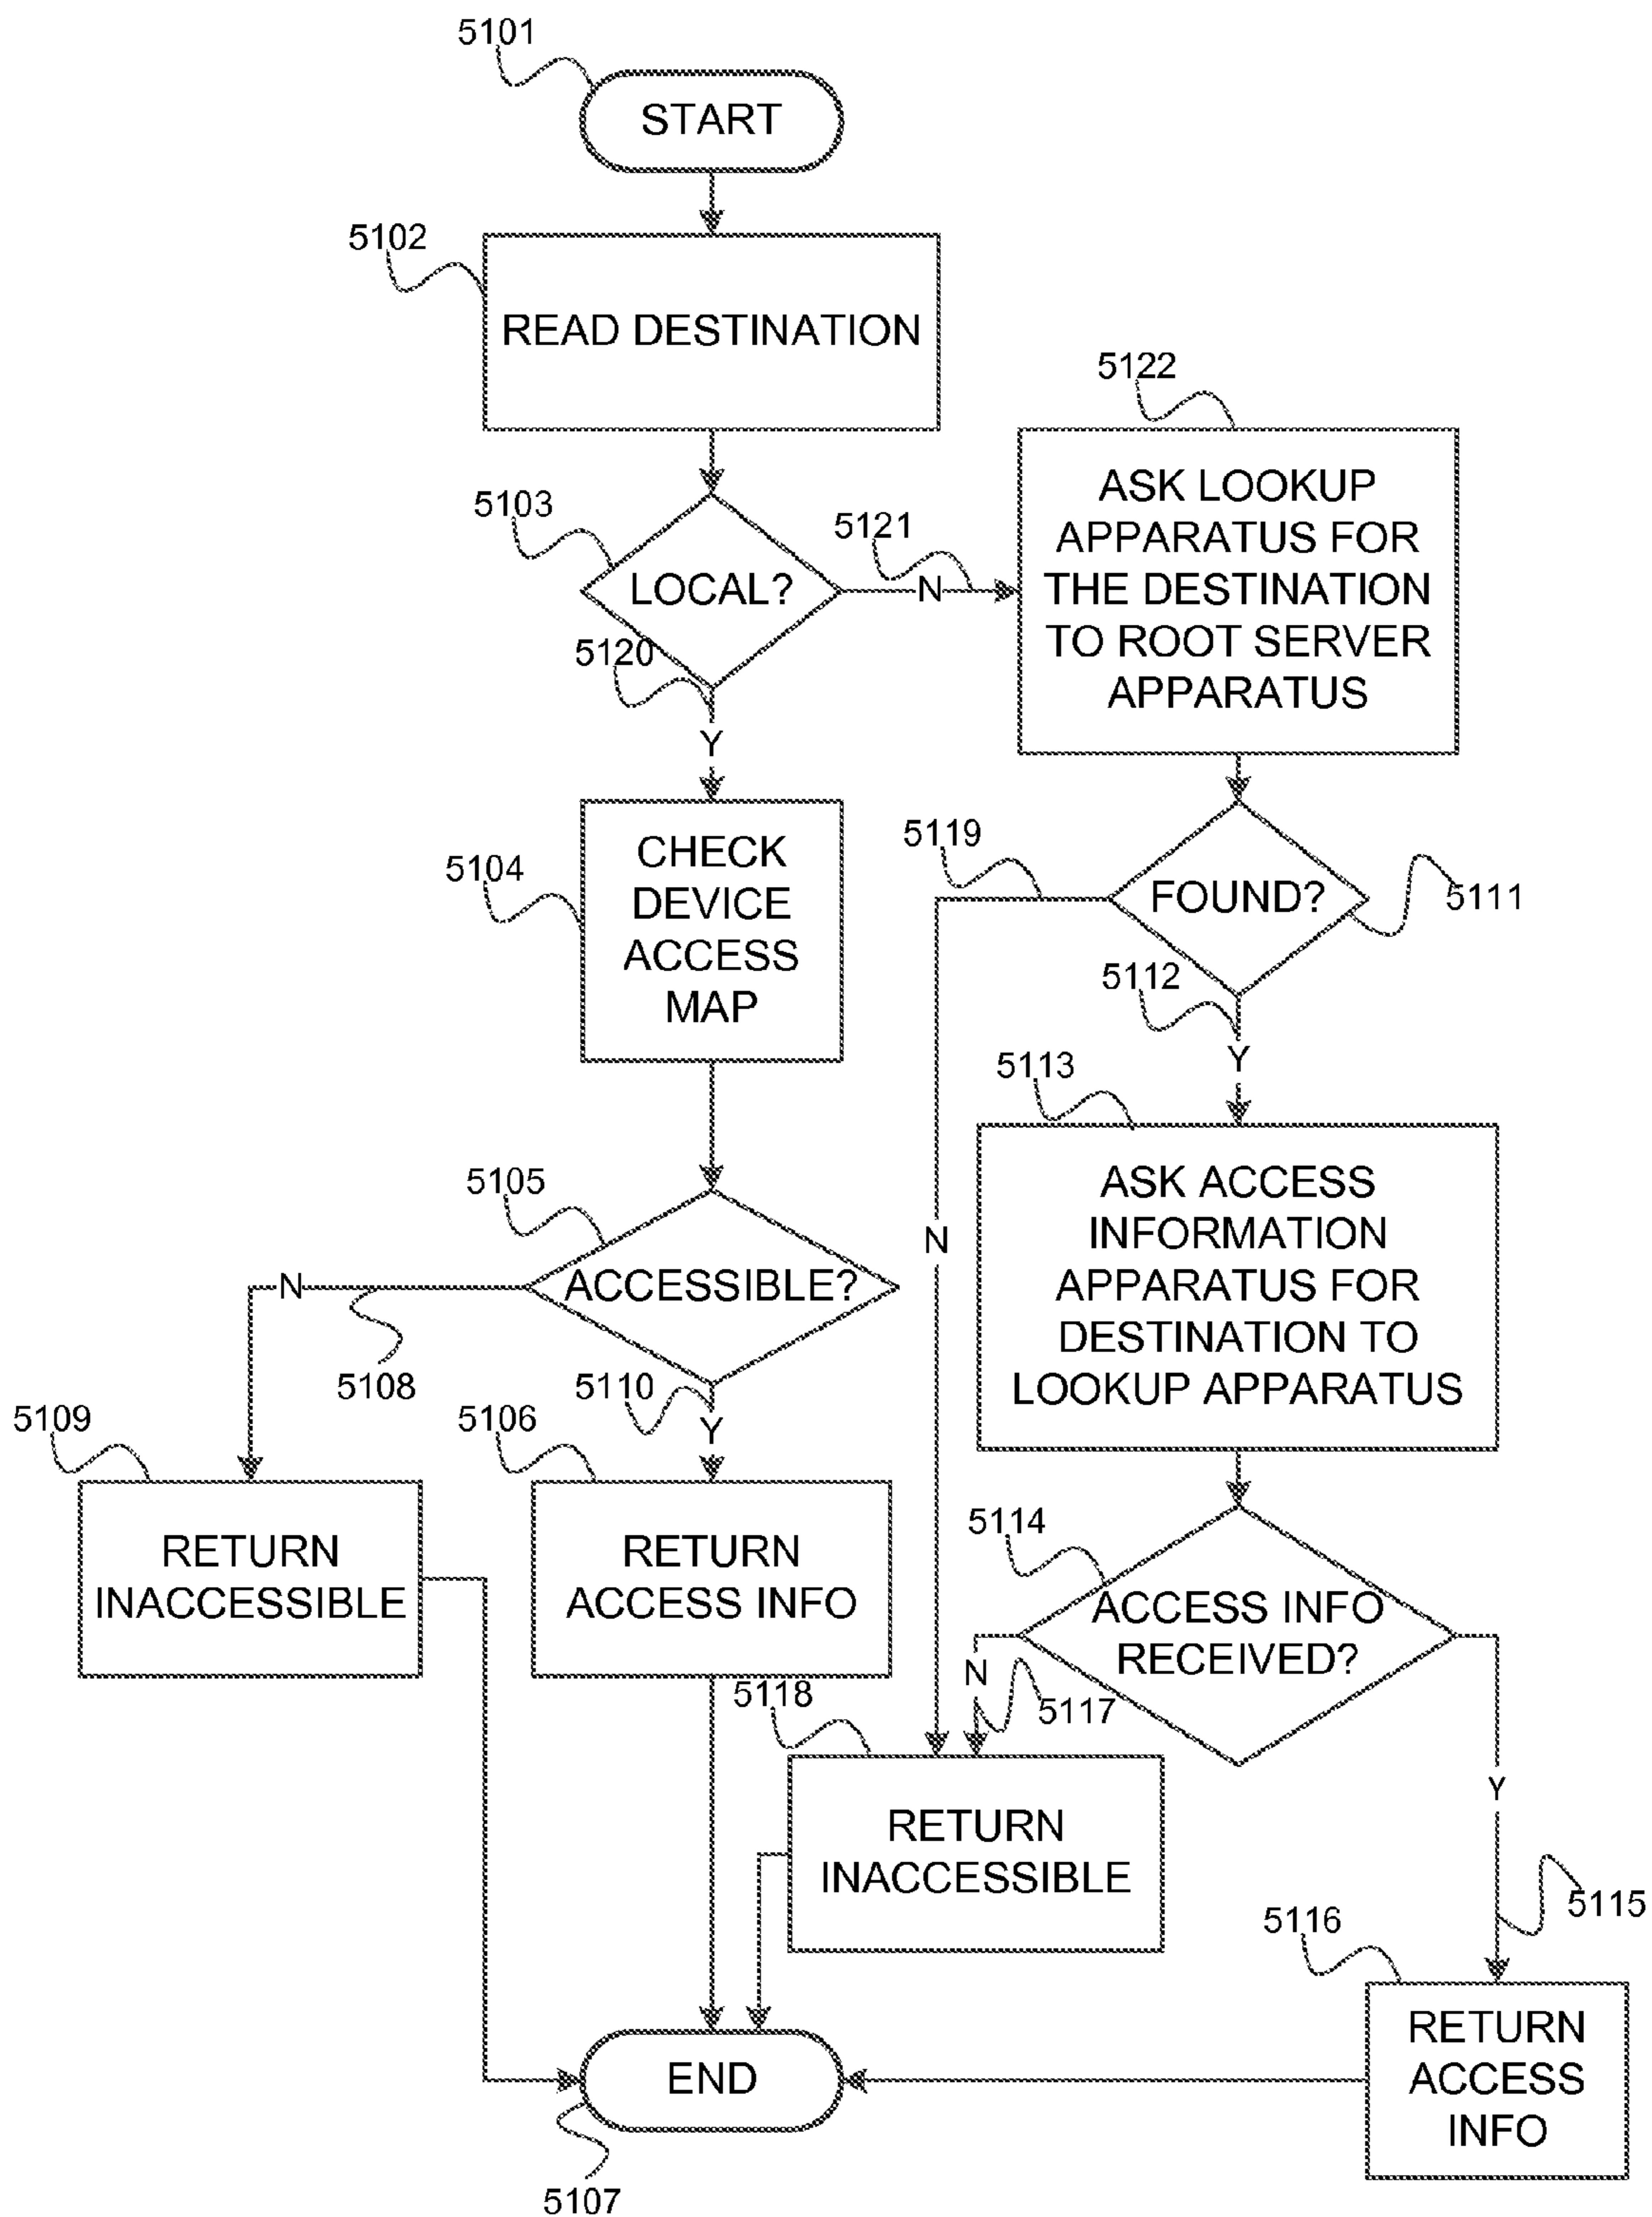 5101
START
5102
READ DESTINATION
5122
ASK LOOKUP
APPARATUS FOR
THE DESTINATION
TO ROOT SERVER
APPARATUS
5103
LOCAL?
5121
N
5120
Y
5104
CHECK
DEVICE
ACCESS
MAP
5119
FOUND?
5111
5112
Y
N
5113
ASK ACCESS
INFORMATION
APPARATUS FOR
DESTINATION TO
LOOKUP APPARATUS
5105
ACCESSIBLE?
N
5108
5110
Y
5109
RETURN
INACCESSIBLE
5106
RETURN
ACCESS INFO
5114
ACCESS INFO
RECEIVED?
N
5117
Y
5118
RETURN
INACCESSIBLE
5115
5116
RETURN
ACCESS
INFO
END
5107